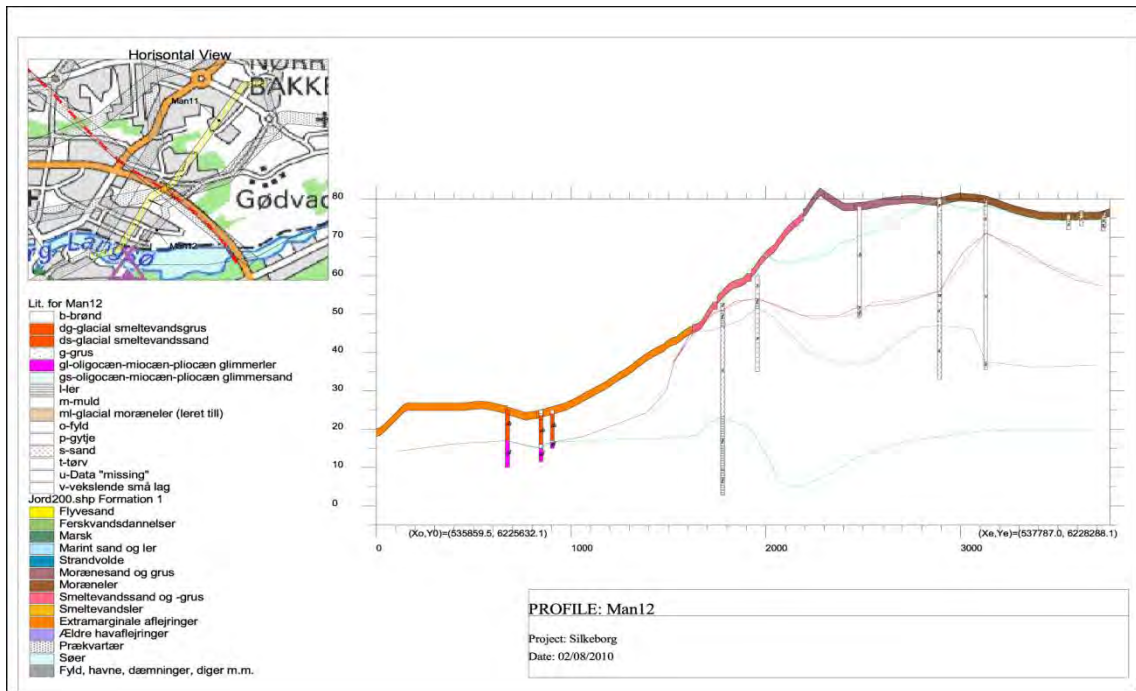 Horisontal View
NØRR
BAKKE
Man11
Gødvad
Man12
rg-Langsø
Lit. for Man12
b-brønd
dg-glacial smeltevandsgrus
ds-glacial smeltevandssand
g-grus
gl-oligocæn-miocæn-pliocæn glimmerler
gs-oligocæn-miocæn-pliocæn glimmersand
l-ler
m-muld
ml-glacial moræneler (leret till)
o-fyld
p-gytje
s-sand
t-tørv
u-Data "missing"
v-vekslende små lag
Jord200.shp Formation 1
Flyvesand
Ferskvandsdannelser
Marsk
Marint sand og ler
Strandvolde
Morænesand og grus
Moræneler
Smeltevandssand og -grus
Smeltevandsler
Extramarginale aflejringer
Ældre havaflejringer
Prækvartær
Søer
Fyld, havne, dæmninger, diger m.m.
80
70
60
50
40
30
20
10
0
(Xo,Y0)=(535859.5, 6225632.1)
(Xe,Ye)=(537787.0, 6228288.1)
0
1000
2000
3000
PROFILE: Man12
Project: Silkeborg
Date: 02/08/2010